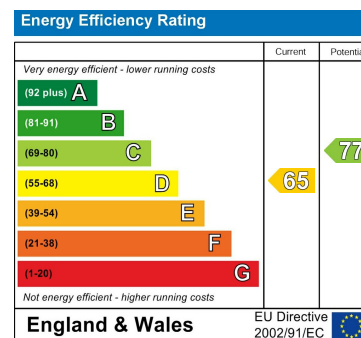 Energy Efficiency Rating
Current Potentia
Very energy efficient - lower running costs
(92 plus) A
(81-91) B
(69-80) C
77
(55-68) D
65
(39-54) E
(21-38) F
(1-20) G
Not energy efficient - higher running costs
England & Wales
EU Directive
2002/91/EC